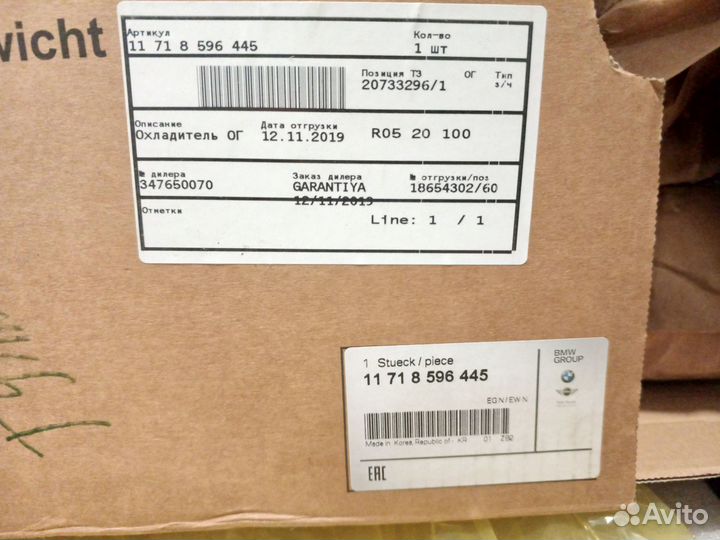 wicht
Артикул Кол-во
11 71 8 596 445 1 шт
Позиция ТЗ ОГ Тип
20733296/1 з/ч
Описание Дата отгрузки
Охладитель ОГ 12.11.2019 R05 20 100
№ дилера Заказ дилера № отгрузки/поз
347650070 GARANTIYA 18654302/60
12/11/2019
Отметки Line: 1 / 1
1 Stueck / piece
11 71 8 596 445
EGN/EWN
Made in Korea, Republic of - KR 01 ZB2
EAC
BMW
GROUP
Avito